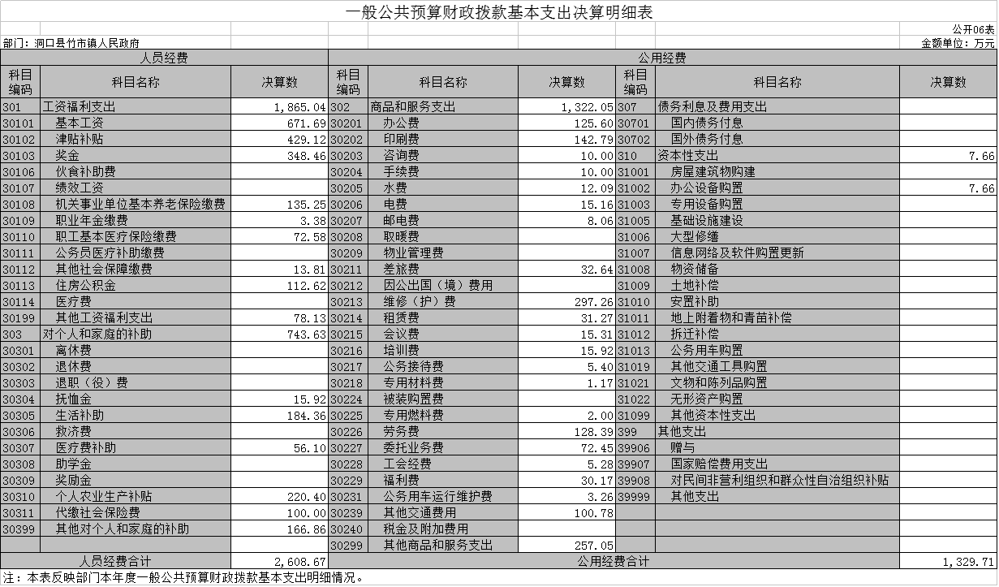 一般公共预算财政拨款基本支出决算明细表
公开06表
部门：洞口县竹市镇人民政府 金额单位：万元
人员经费 公用经费
科目编码 科目名称 决算数 科目编码 科目名称 决算数 科目编码 科目名称 决算数
301 工资福利支出 1,865.04 302 商品和服务支出 1,322.05 307 债务利息及费用支出
30101 基本工资 671.69 30201 办公费 125.60 30701 国内债务付息
30102 津贴补贴 429.12 30202 印刷费 142.79 30702 国外债务付息
30103 奖金 348.46 30203 咨询费 10.00 310 资本性支出 7.66
30106 伙食补助费 30204 手续费 10.00 31001 房屋建筑物购建
30107 绩效工资 30205 水费 12.09 31002 办公设备购置 7.66
30108 机关事业单位基本养老保险缴费 135.25 30206 电费 15.16 31003 专用设备购置
30109 职业年金缴费 3.38 30207 邮电费 8.06 31005 基础设施建设
30110 职工基本医疗保险缴费 72.58 30208 取暖费 31006 大型修缮
30111 公务员医疗补助缴费 30209 物业管理费 31007 信息网络及软件购置更新
30112 其他社会保障缴费 13.81 30211 差旅费 32.64 31008 物资储备
30113 住房公积金 112.62 30212 因公出国（境）费用 31009 土地补偿
30114 医疗费 30213 维修（护）费 297.26 31010 安置补助
30199 其他工资福利支出 78.13 30214 租赁费 31.27 31011 地上附着物和青苗补偿
303 对个人和家庭的补助 743.63 30215 会议费 15.31 31012 拆迁补偿
30301 离休费 30216 培训费 15.92 31013 公务用车购置
30302 退休费 30217 公务接待费 5.40 31019 其他交通工具购置
30303 退职（役）费 30218 专用材料费 1.17 31021 文物和陈列品购置
30304 抚恤金 15.92 30224 被装购置费 31022 无形资产购置
30305 生活补助 184.36 30225 专用燃料费 2.00 31099 其他资本性支出
30306 救济费 30226 劳务费 128.39 399 其他支出
30307 医疗费补助 56.10 30227 委托业务费 72.45 39906 赠与
30308 助学金 30228 工会经费 5.28 39907 国家赔偿费用支出
30309 奖励金 30229 福利费 30.17 39908 对民间非营利组织和群众性自治组织补贴
30310 个人农业生产补贴 220.40 30231 公务用车运行维护费 3.26 39999 其他支出
30311 代缴社会保险费 100.00 30239 其他交通费用 100.78
30399 其他对个人和家庭的补助 166.86 30240 税金及附加费用
30299 其他商品和服务支出 257.05
人员经费合计 2,608.67 公用经费合计 1,329.71
注：本表反映部门本年度一般公共预算财政拨款基本支出明细情况。